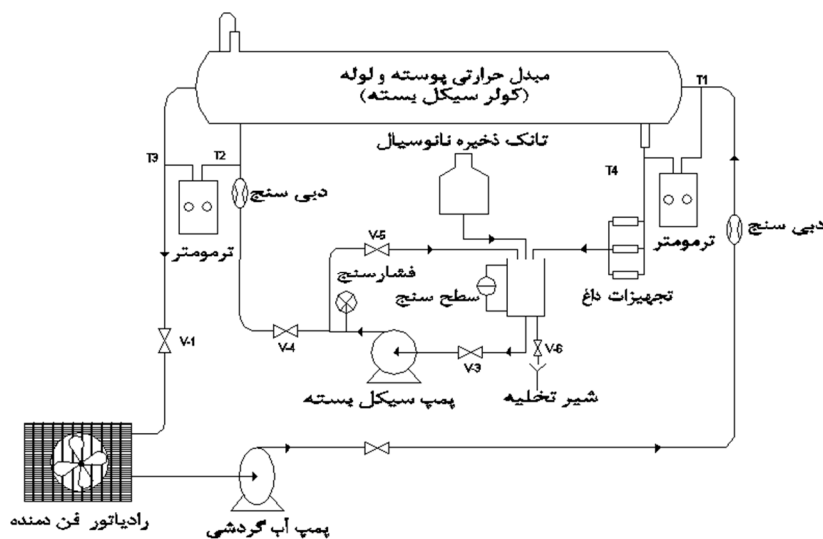 مبدل حرارتی پوسته و لوله
(کولر سیکل بسته)
T1
تانک ذخیره نانوسیال
T3
T2
T4
دبی سنج
ترمومتر
V-5
فشارسنج
سطح سنج
ترمومتر
دبی سنج
تجهیزات داغ
V-1
V-4
V-3
V-6
پمپ سیکل بسته
شیر تخلیه
رادیاتور فن دمنده
پمپ آب گردشی